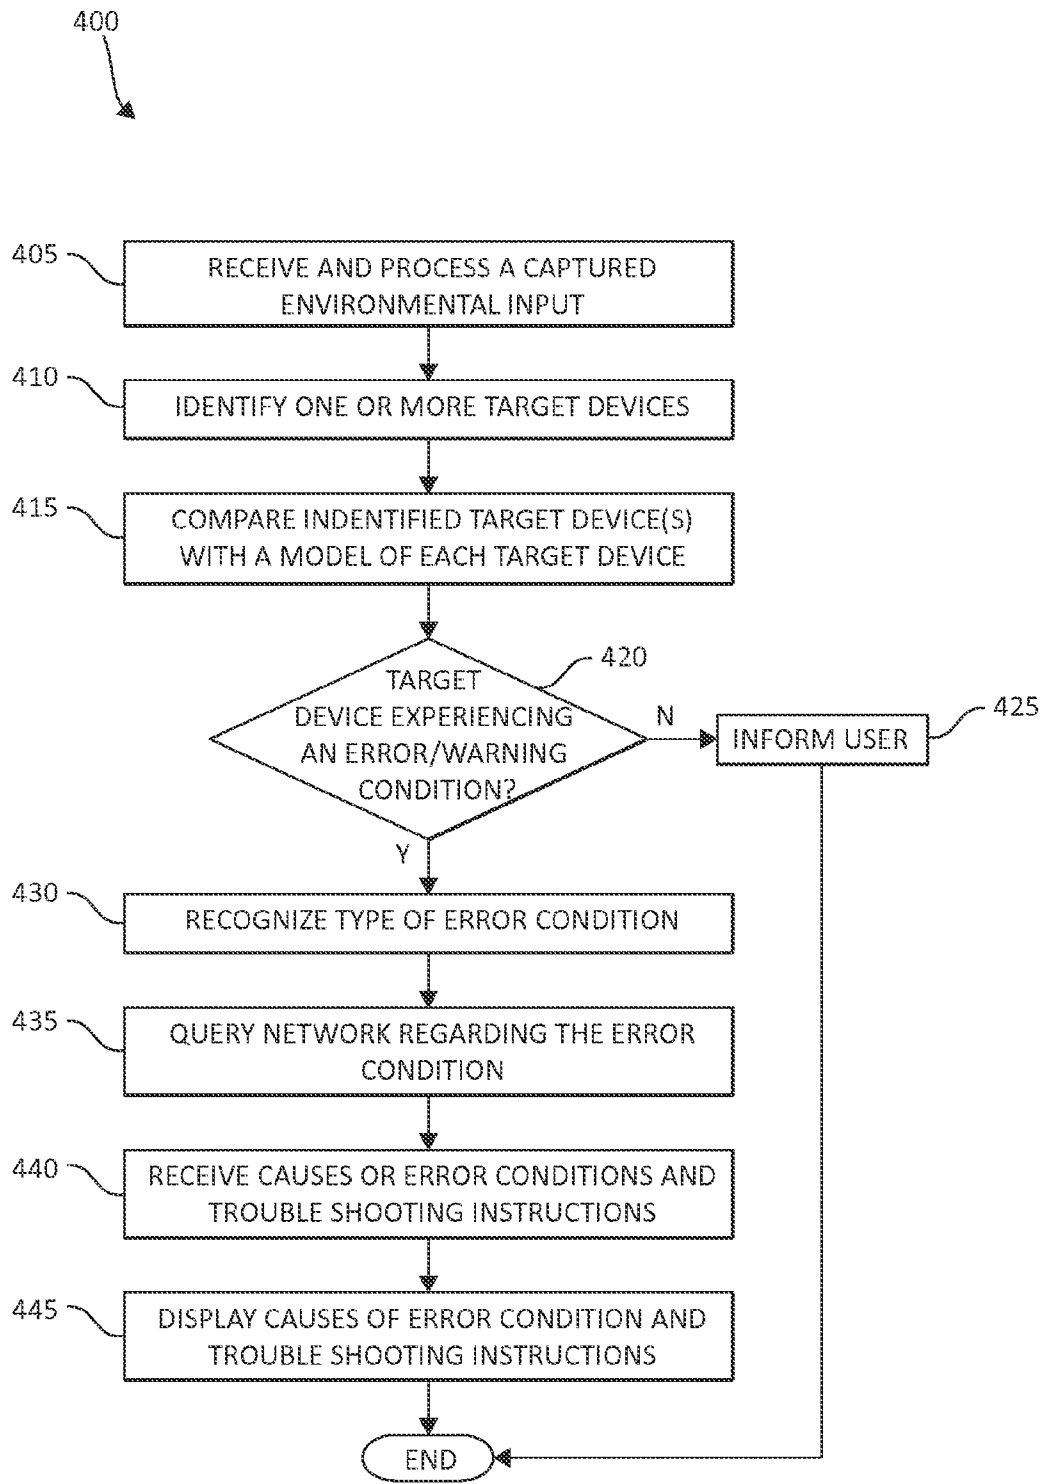 400
405
RECEIVE AND PROCESS A CAPTURED
ENVIRONMENTAL INPUT
410
IDENTIFY ONE OR MORE TARGET DEVICES
415
COMPARE INDENTIFIED TARGET DEVICE(S)
WITH A MODEL OF EACH TARGET DEVICE
420
TARGET
DEVICE EXPERIENCING
AN ERROR/WARNING
CONDITION?
N
INFORM USER
425
Y
430
RECOGNIZE TYPE OF ERROR CONDITION
435
QUERY NETWORK REGARDING THE ERROR
CONDITION
440
RECEIVE CAUSES OR ERROR CONDITIONS AND
TROUBLE SHOOTING INSTRUCTIONS
445
DISPLAY CAUSES OF ERROR CONDITION AND
TROUBLE SHOOTING INSTRUCTIONS
END